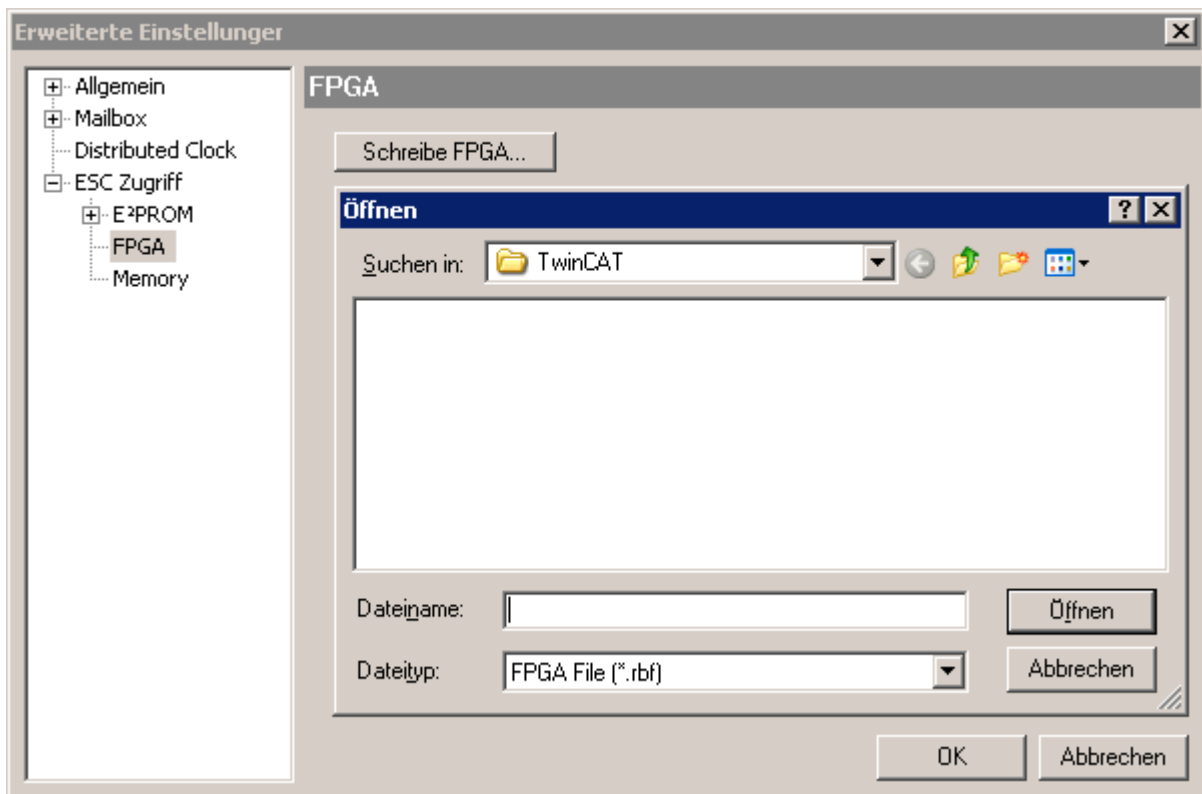 Erweiterte Einstellunger
Allgemein
Mailbox
Distributed Clock
ESC Zugriff
E²PROM
FPGA
Memory
FPGA
Schreibe FPGA...
Öffnen
Suchen in:
TwinCAT
Dateiname:
Öffnen
Dateityp:
FPGA File (*.rbf)
Abbrechen
OK
Abbrechen